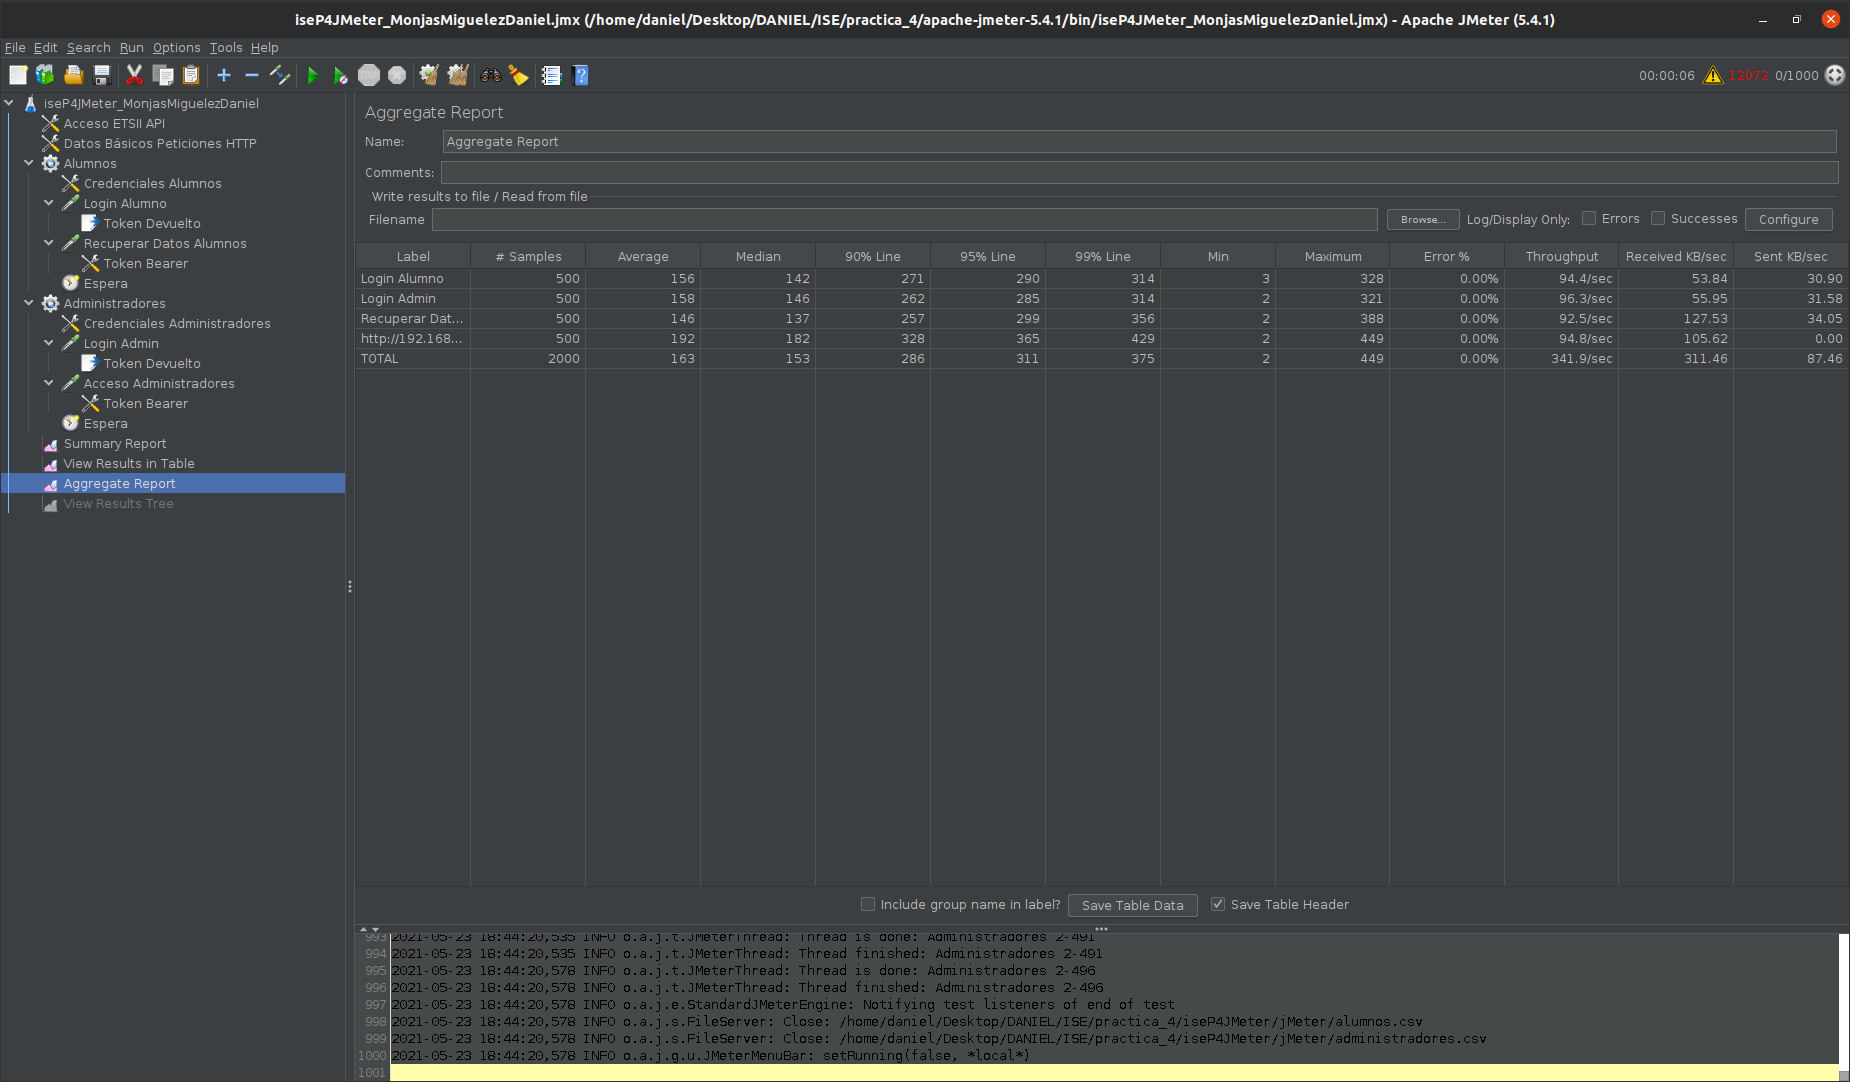 iseP4JMeter_MonjasMiguelezDaniel.jmx (/home/daniel/Desktop/DANIEL/ISE/practica_4/apache-jmeter-5.4.1/bin/iseP4JMeter_MonjasMiguelezDaniel.jmx) - Apache JMeter (5.4.1)
File Edit Search Run Options Tools Help
STOP 00:00:06 12072 0/1000
iseP4JMeter_MonjasMiguelezDaniel
Acceso ETSII API
Datos Básicos Peticiones HTTP
Alumnos
Credenciales Alumnos
Login Alumno
Token Devuelto
Recuperar Datos Alumnos
Token Bearer
Espera
Administradores
Credenciales Administradores
Login Admin
Token Devuelto
Acceso Administradores
Token Bearer
Espera
Summary Report
View Results in Table
Aggregate Report
View Results Tree
Aggregate Report
Name: Aggregate Report
Comments:
Write results to file / Read from file
Filename Browse... Log/Display Only: Errors Successes Configure
Label # Samples Average Median 90% Line 95% Line 99% Line Min Maximum Error % Throughput Received KB/sec Sent KB/sec
Login Alumno 500 156 142 271 290 314 3 328 0.00% 94.4/sec 53.84 30.90
Login Admin 500 158 146 262 285 314 2 321 0.00% 96.3/sec 55.95 31.58
Recuperar Dat... 500 146 137 257 299 356 2 388 0.00% 92.5/sec 127.53 34.05
http://192.168... 500 192 182 328 365 429 2 449 0.00% 94.8/sec 105.62 0.00
TOTAL 2000 163 153 286 311 375 2 449 0.00% 341.9/sec 311.46 87.46
Include group name in label? Save Table Data Save Table Header
993 2021-05-23 18:44:20,535 INFO o.a.j.t.JMeterThread: Thread is done: Administradores 2-491
994 2021-05-23 18:44:20,535 INFO o.a.j.t.JMeterThread: Thread finished: Administradores 2-491
995 2021-05-23 18:44:20,578 INFO o.a.j.t.JMeterThread: Thread is done: Administradores 2-496
996 2021-05-23 18:44:20,578 INFO o.a.j.t.JMeterThread: Thread finished: Administradores 2-496
997 2021-05-23 18:44:20,578 INFO o.a.j.e.StandardJMeterEngine: Notifying test listeners of end of test
998 2021-05-23 18:44:20,578 INFO o.a.j.s.FileServer: Close: /home/daniel/Desktop/DANIEL/ISE/practica_4/iseP4JMeter/jMeter/alumnos.csv
999 2021-05-23 18:44:20,578 INFO o.a.j.s.FileServer: Close: /home/daniel/Desktop/DANIEL/ISE/practica_4/iseP4JMeter/jMeter/administradores.csv
1000 2021-05-23 18:44:20,578 INFO o.a.j.g.u.JMeterMenuBar: setRunning(false, *local*)
1001